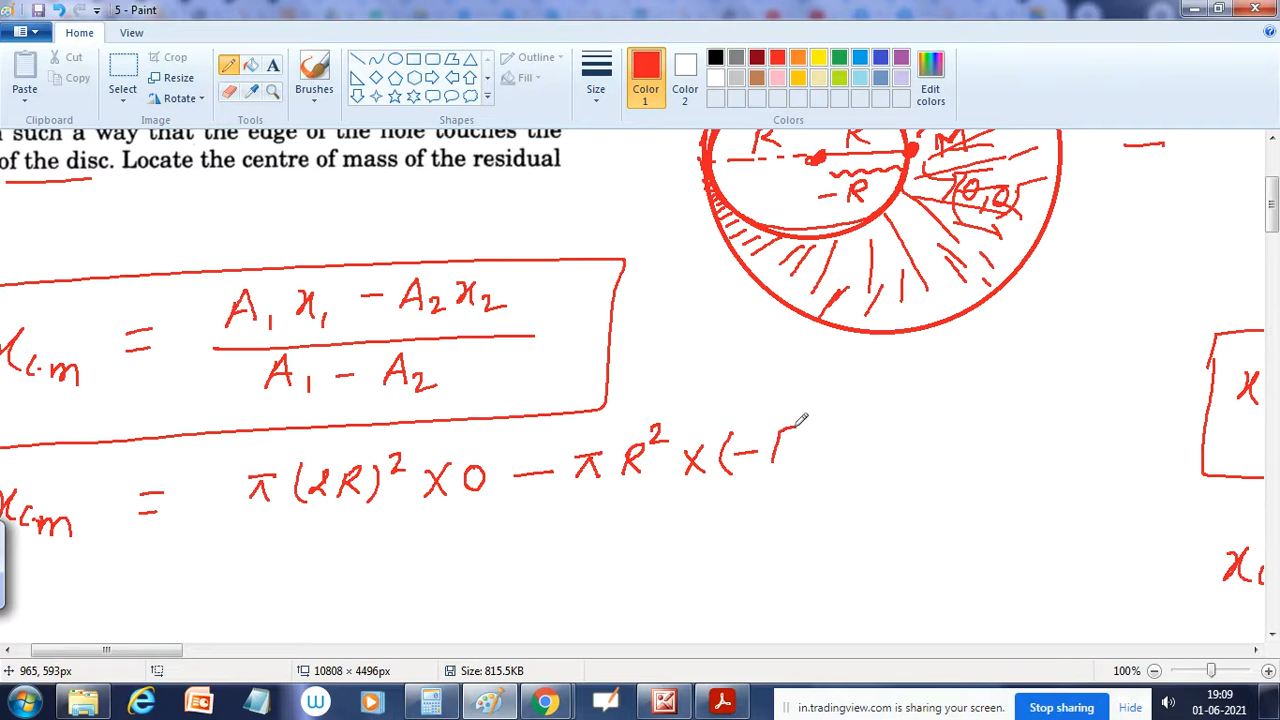 5 - Paint
Home View
Cut
Copy
Paste
Clipboard
Select
Crop
Resize
Rotate
Image
A
Tools
Brushes
Outline
Fill
Shapes
Size
Color 1
Color 2
Edit colors
Colors
n such a way that the edge of the hole touches the
of the disc. Locate the centre of mass of the residual
R R M
-R (0,0)
x_{c.m} = \frac{A_1 x_1 - A_2 x_2}{A_1 - A_2}
x_{c.m} = π(2R)^2 × 0 - πR^2 × (-
x
x
965, 593px
10808 × 4496px
Size: 815.5KB
100%
in.tradingview.com is sharing your screen.
Stop sharing
Hide
19:09
01-06-2021